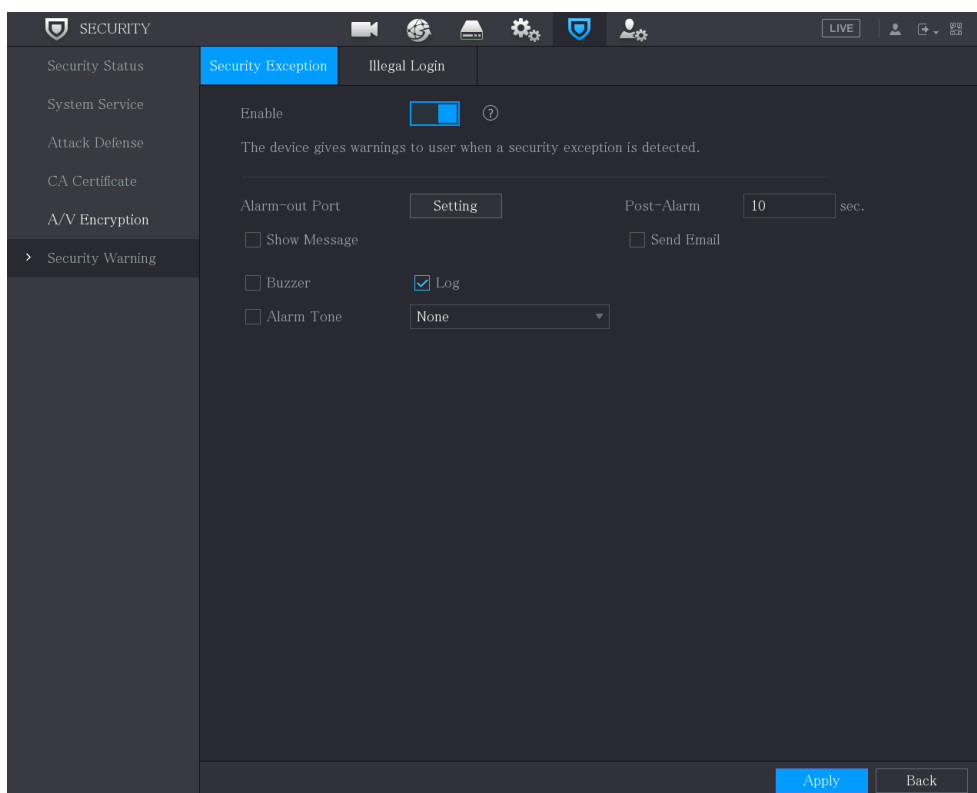 SECURITY
LIVE
Security Status
System Service
Attack Defense
CA Certificate
A/V Encryption
Security Warning
Security Exception Illegal Login
Enable ?
The device gives warnings to user when a security exception is detected.
Alarm-out Port Setting Post-Alarm 10 sec.
Show Message Send Email
Buzzer Log
Alarm Tone None
Apply Back